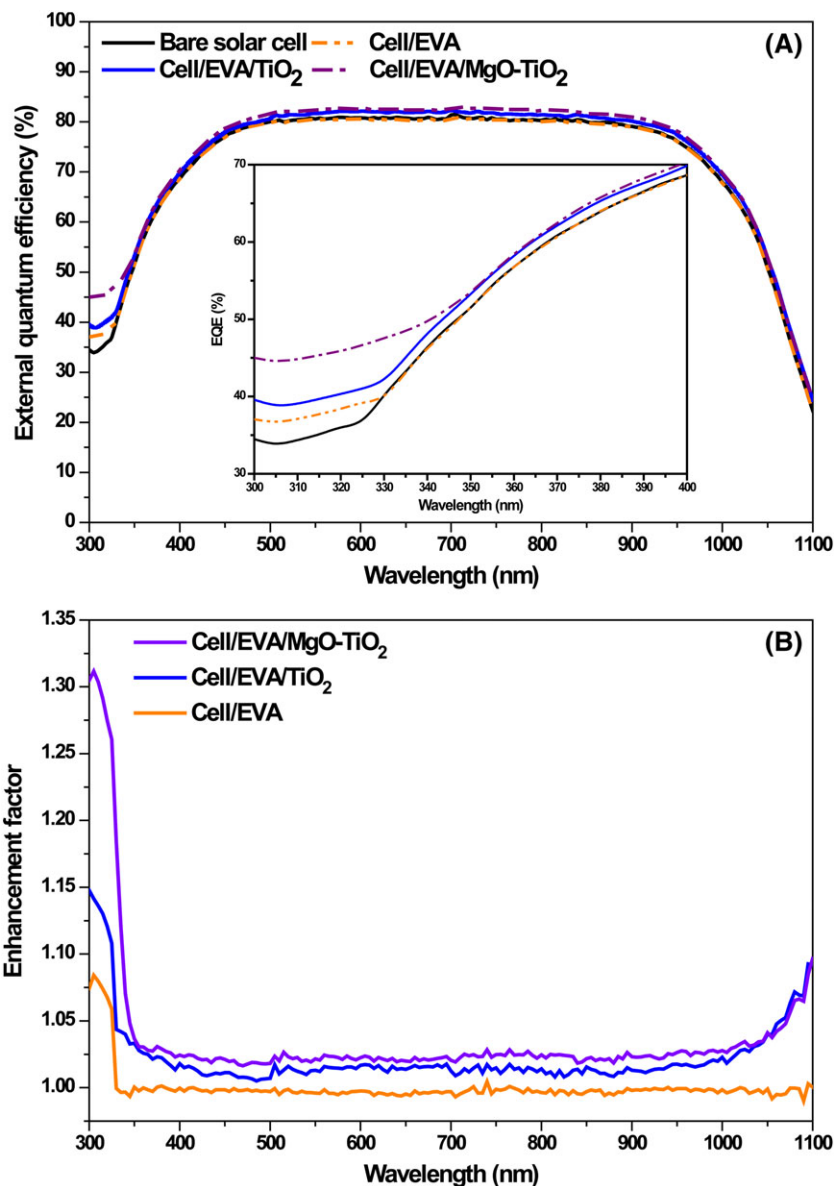 (A)
Bare solar cell
Cell/EVA
Cell/EVA/TiO2
Cell/EVA/MgO-TiO2
External quantum efficiency (%)
100
90
80
70
60
50
40
30
20
10
0
EQE (%)
70
60
50
40
30
300 310 320 330 340 350 360 370 380 390 400
Wavelength (nm)
300 400 500 600 700 800 900 1000 1100
Wavelength (nm)
(B)
Cell/EVA/MgO-TiO2
Cell/EVA/TiO2
Cell/EVA
Enhancement factor
1.35
1.30
1.25
1.20
1.15
1.10
1.05
1.00
300 400 500 600 700 800 900 1000 1100
Wavelength (nm)